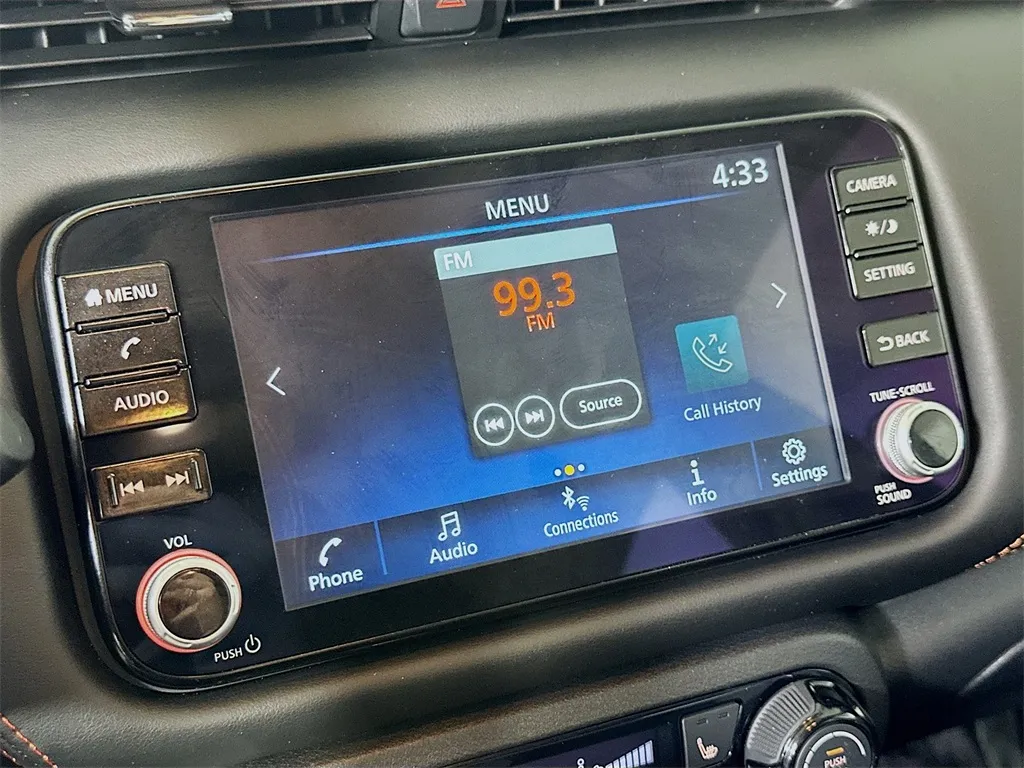 MENU
AUDIO
VOL
PUSH
MENU
4:33
FM
99.3
FM
Source
Call History
Phone
Audio
Connections
Info
Settings
CAMERA
SETTING
BACK
TUNE-SCROLL
PUSH
SOUND
PUSH